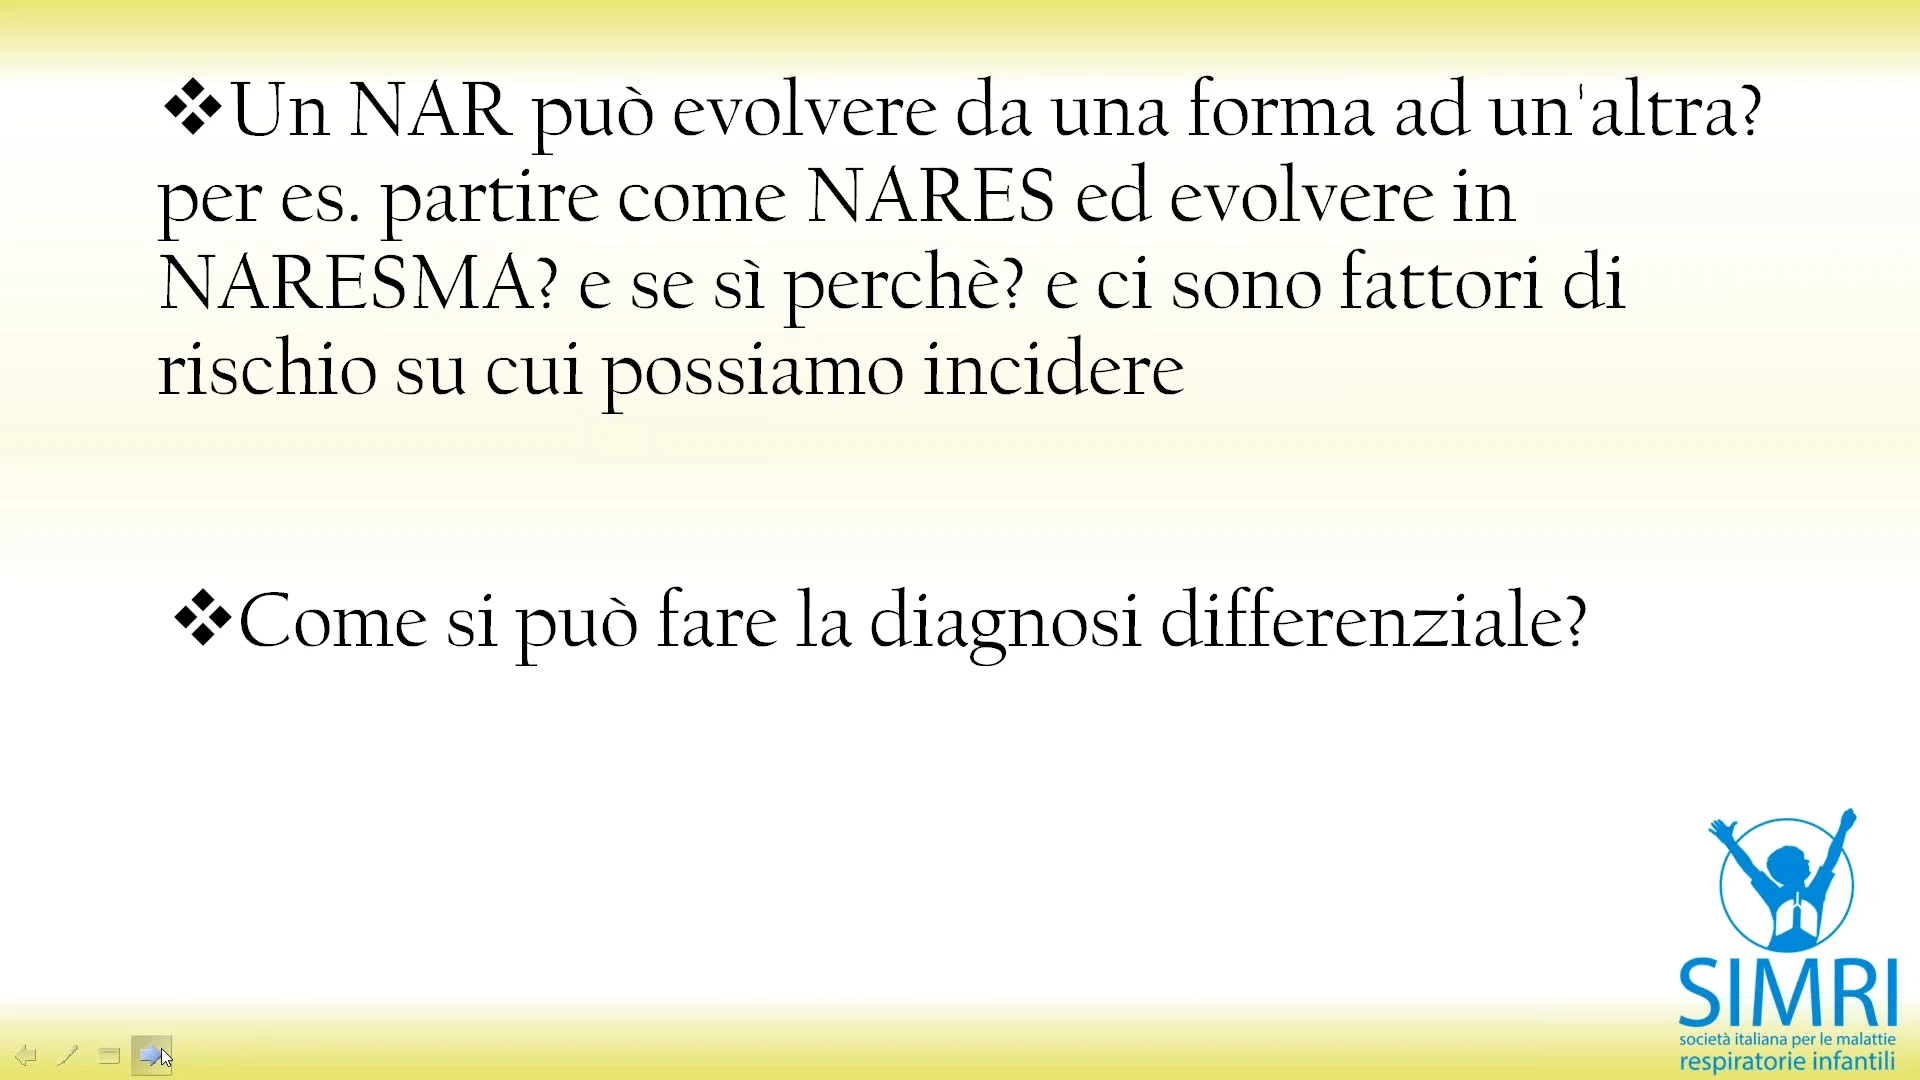 ❖Un NAR può evolvere da una forma ad un'altra?
per es. partire come NARES ed evolvere in
NARESMA? e se sì perchè? e ci sono fattori di
rischio su cui possiamo incidere
❖Come si può fare la diagnosi differenziale?
SIMRI
società italiana per le malattie
respiratorie infantili